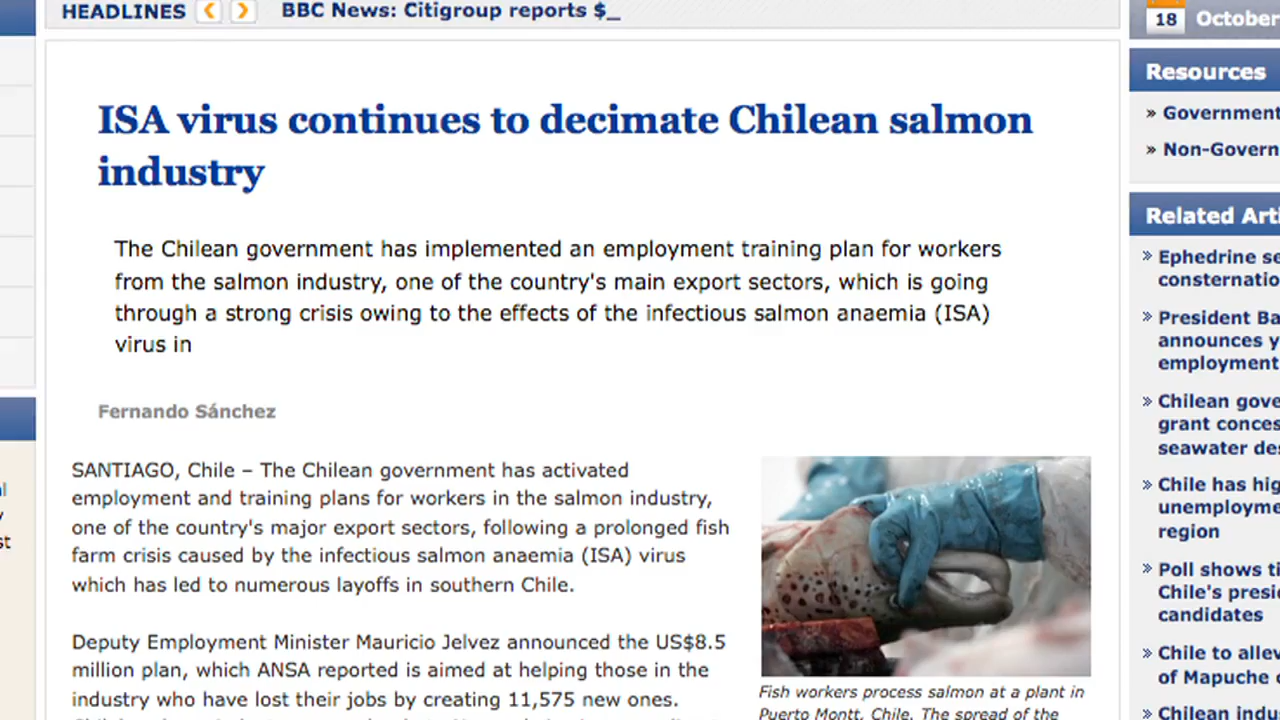 HEADLINES BBC News: Citigroup reports $_
ISA virus continues to decimate Chilean salmon
industry
The Chilean government has implemented an employment training plan for workers
from the salmon industry, one of the country's main export sectors, which is going
through a strong crisis owing to the effects of the infectious salmon anaemia (ISA)
virus in
Fernando Sánchez
SANTIAGO, Chile – The Chilean government has activated
employment and training plans for workers in the salmon industry,
one of the country's major export sectors, following a prolonged fish
farm crisis caused by the infectious salmon anaemia (ISA) virus
which has led to numerous layoffs in southern Chile.
Deputy Employment Minister Mauricio Jelvez announced the US$8.5
million plan, which ANSA reported is aimed at helping those in the
industry who have lost their jobs by creating 11,575 new ones.
Fish workers process salmon at a plant in
Puerto Montt, Chile. The spread of the
18 October
Resources
» Government
» Non-Govern
Related Arti
» Ephedrine se
consternatio
» President Ba
announces y
employment
» Chilean gove
grant conces
seawater des
» Chile has hig
unemployme
region
» Poll shows ti
Chile's presid
candidates
» Chile to allev
of Mapuche c
» Chilean indu